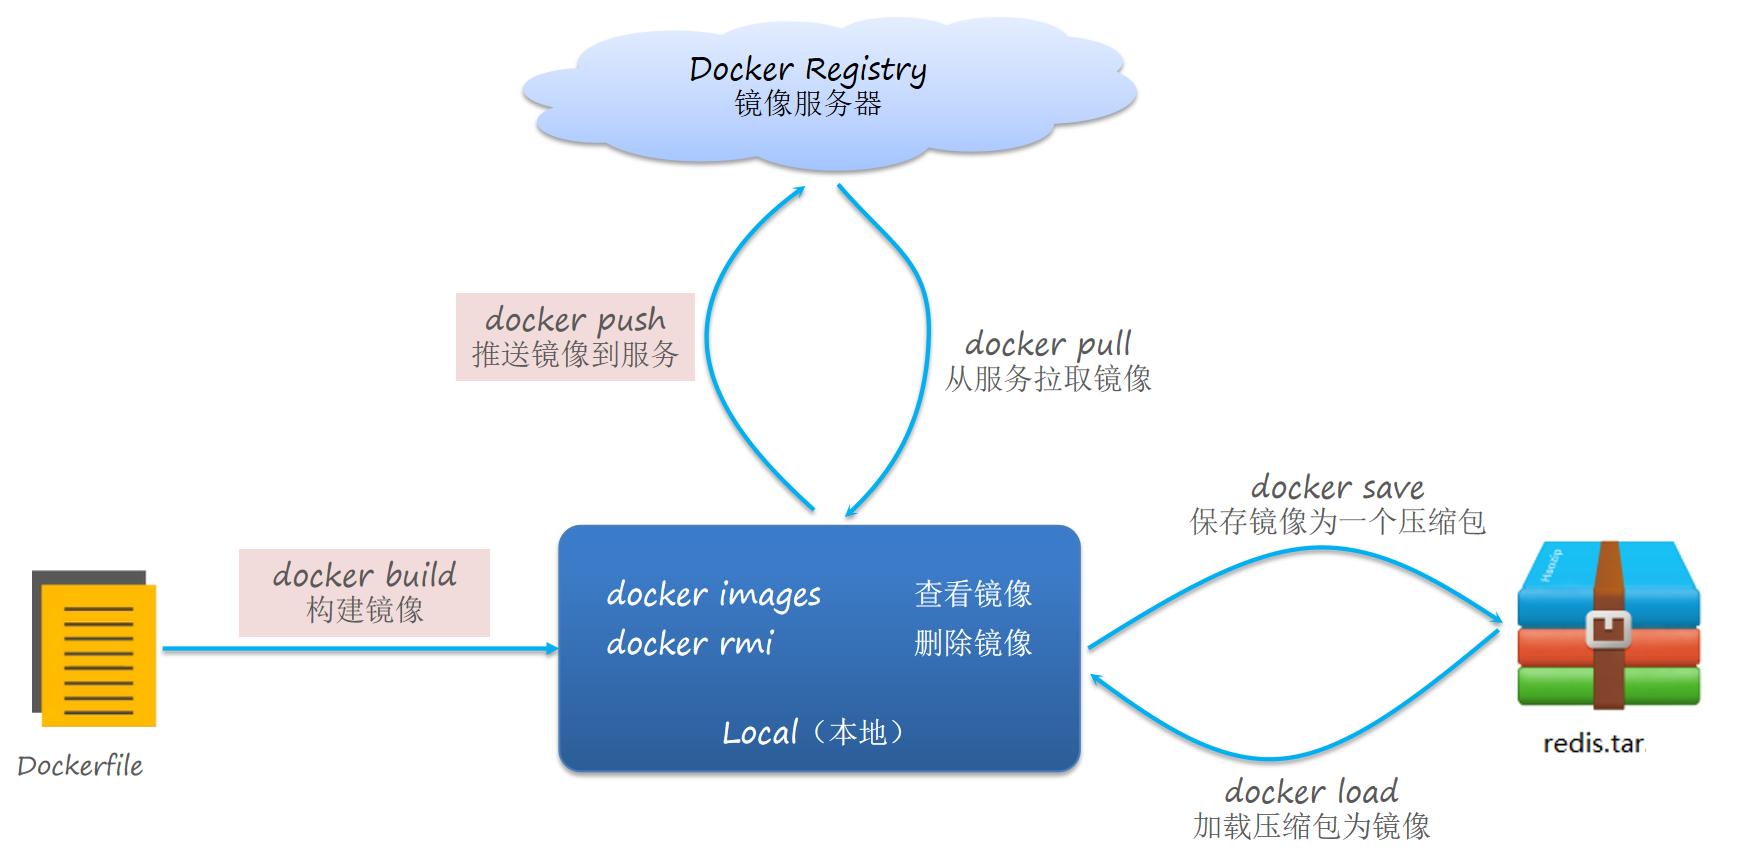 Docker Registry
镜像服务器
docker push
推送镜像到服务
docker pull
从服务拉取镜像
docker save
保存镜像为一个压缩包
docker build
构建镜像
docker images 查看镜像
docker rmi 删除镜像
Local（本地）
Haozip
redis.tar
Dockerfile
docker load
加载压缩包为镜像